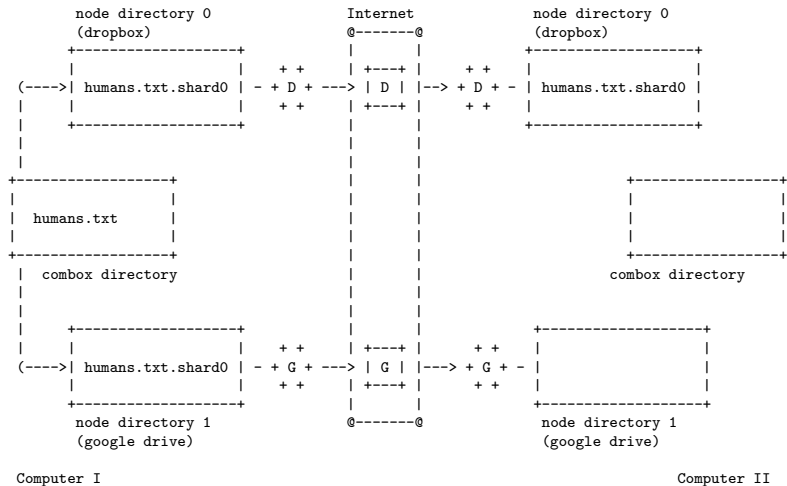 node directory 0 Internet node directory 0
(dropbox) (dropbox)
humans.txt.shard0 D D D humans.txt.shard0
humans.txt
combox directory combox directory
humans.txt.shard0 G G G
node directory 1 node directory 1
(google drive) (google drive)
Computer I Computer II